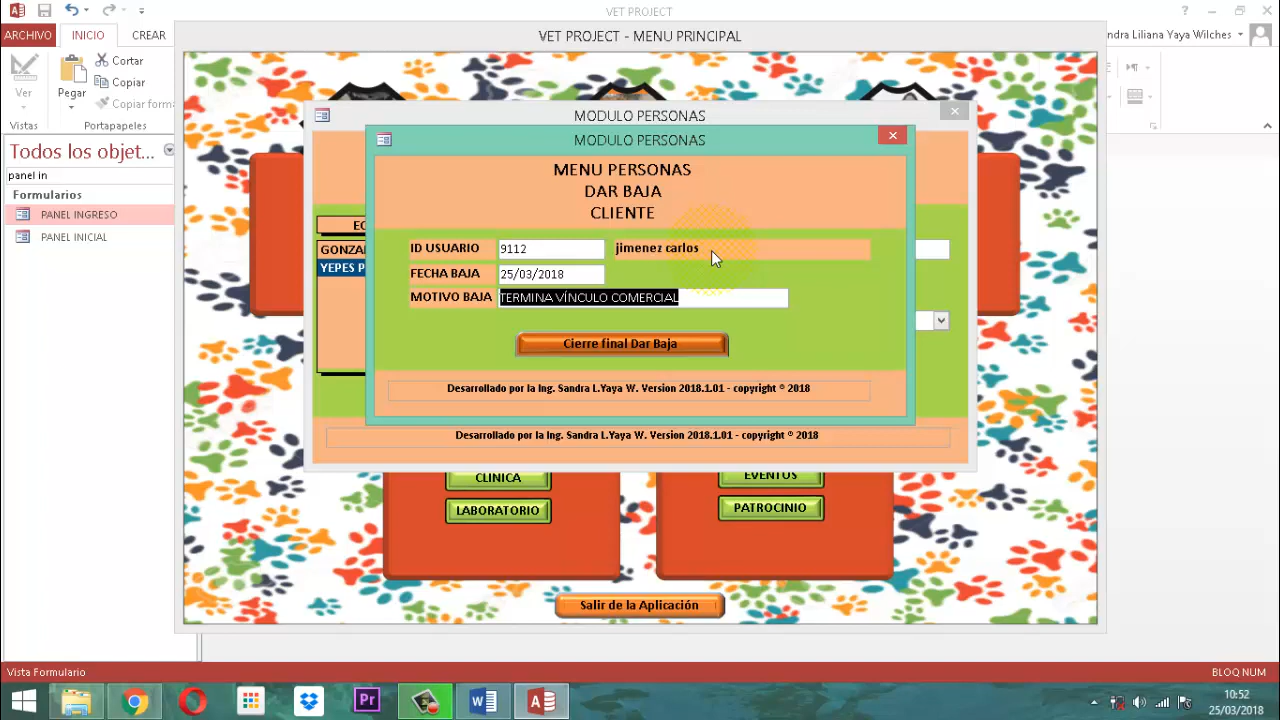 VET PROJECT
?
ARCHIVO INICIO CREAR
ndra Liliana Yaya Wilches
VET PROJECT - MENU PRINCIPAL
Ver
Pegar
Cortar
Copiar
Copiar form
Vistas
Portapapeles
Todos los objet...
panel in
Formularios
PANEL INGRESO
PANEL INICIAL
MODULO PERSONAS
MODULO PERSONAS
MENU PERSONAS
DAR BAJA
CLIENTE
EC
GONZA
YEPES P
ID USUARIO 9112 jimenez carlos
FECHA BAJA 25/03/2018
MOTIVO BAJA TERMINA VÍNCULO COMERCIAL
Cierre final Dar Baja
Desarrollado por la Ing. Sandra L.Yaya W. Version 2018.1.01 - copyright ® 2018
Desarrollado por la Ing. Sandra L.Yaya W. Version 2018.1.01 - copyright ® 2018
CLINICA EVENTOS
LABORATORIO PATROCINIO
Salir de la Aplicación
Vista Formulario BLOQ NUM
Pr
10:52
25/03/2018